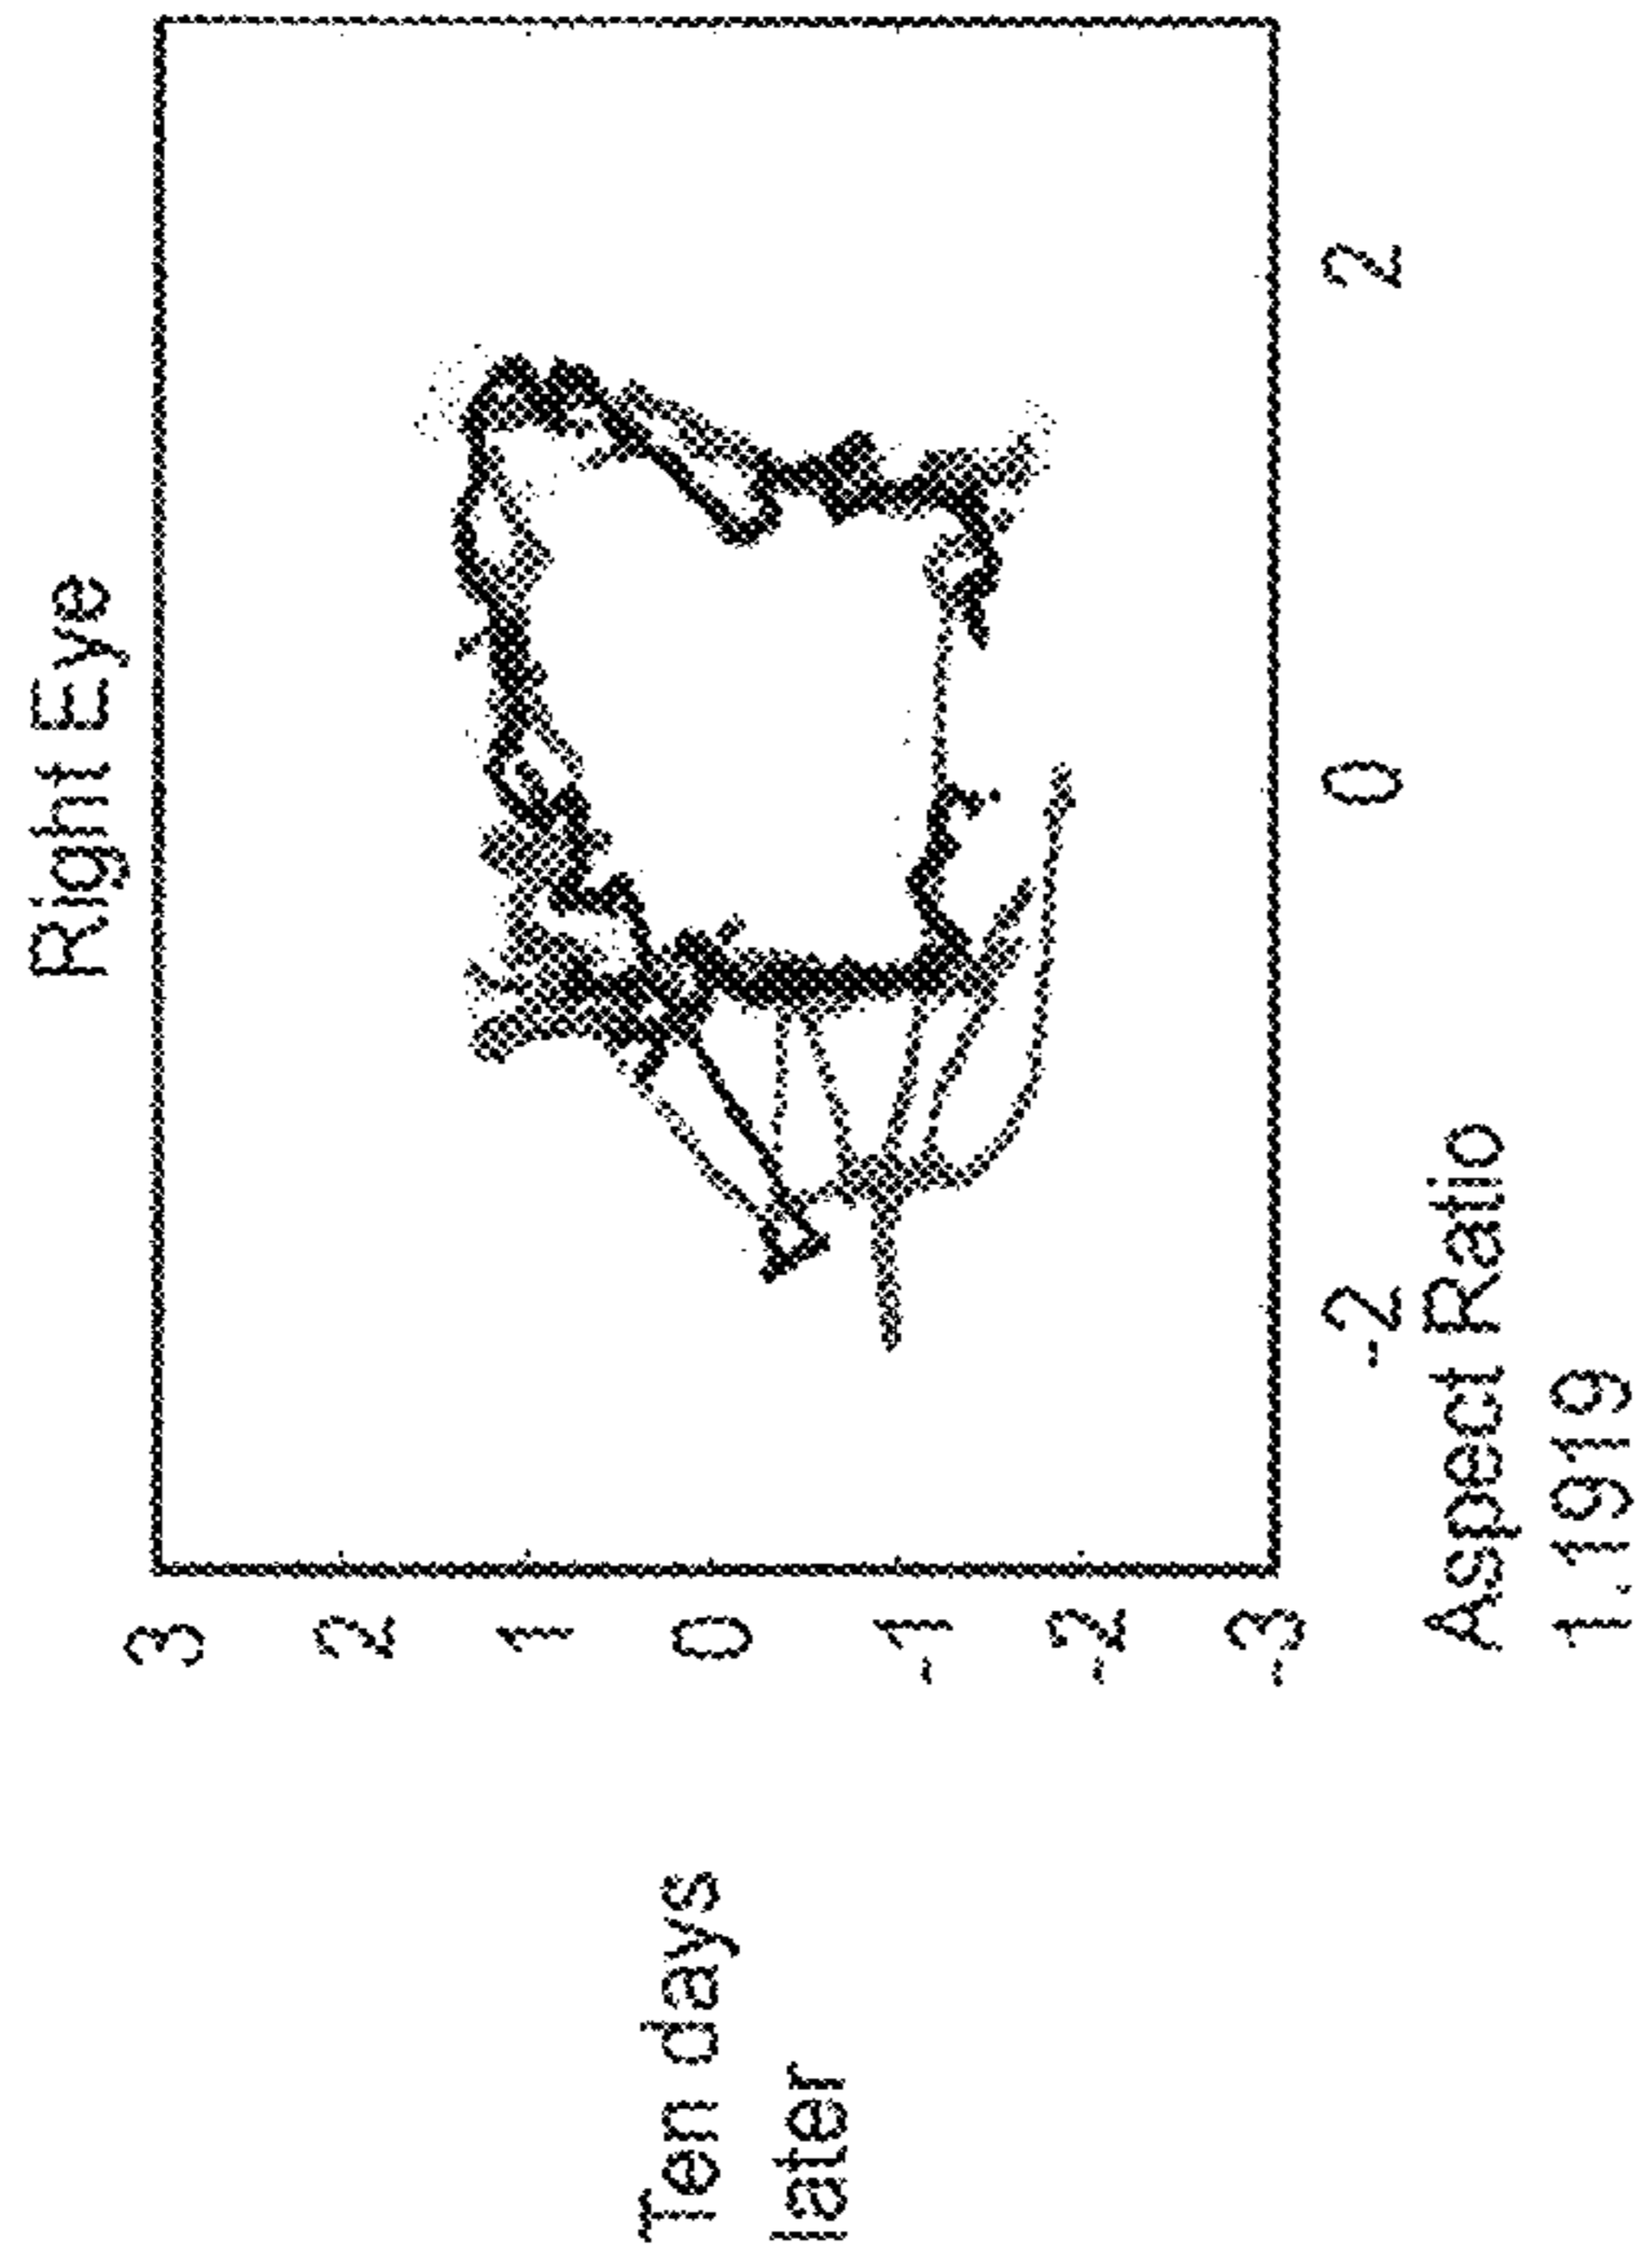 Right Eye
3
2
1
0
-1
-2
-3
Ten days
later
-2
0
2
Aspect Ratio
1.1919